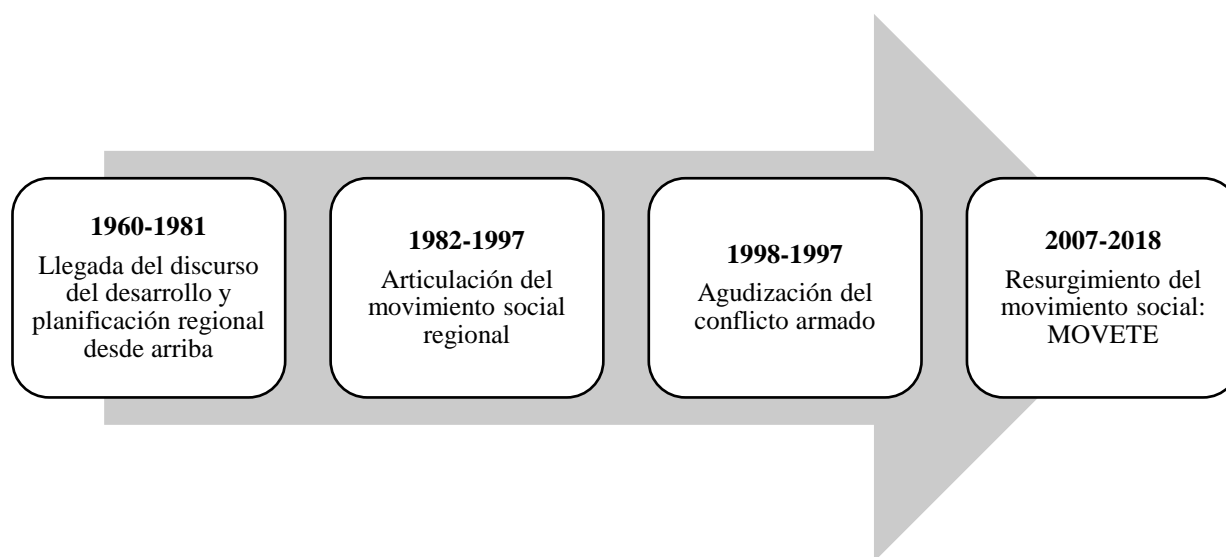 1960-1981
Llegada del discurso
del desarrollo y
planificación regional
desde arriba
1982-1997
Articulación del
movimiento social
regional
1998-1997
Agudización del
conflicto armado
2007-2018
Resurgimiento del
movimiento social:
MOVETE